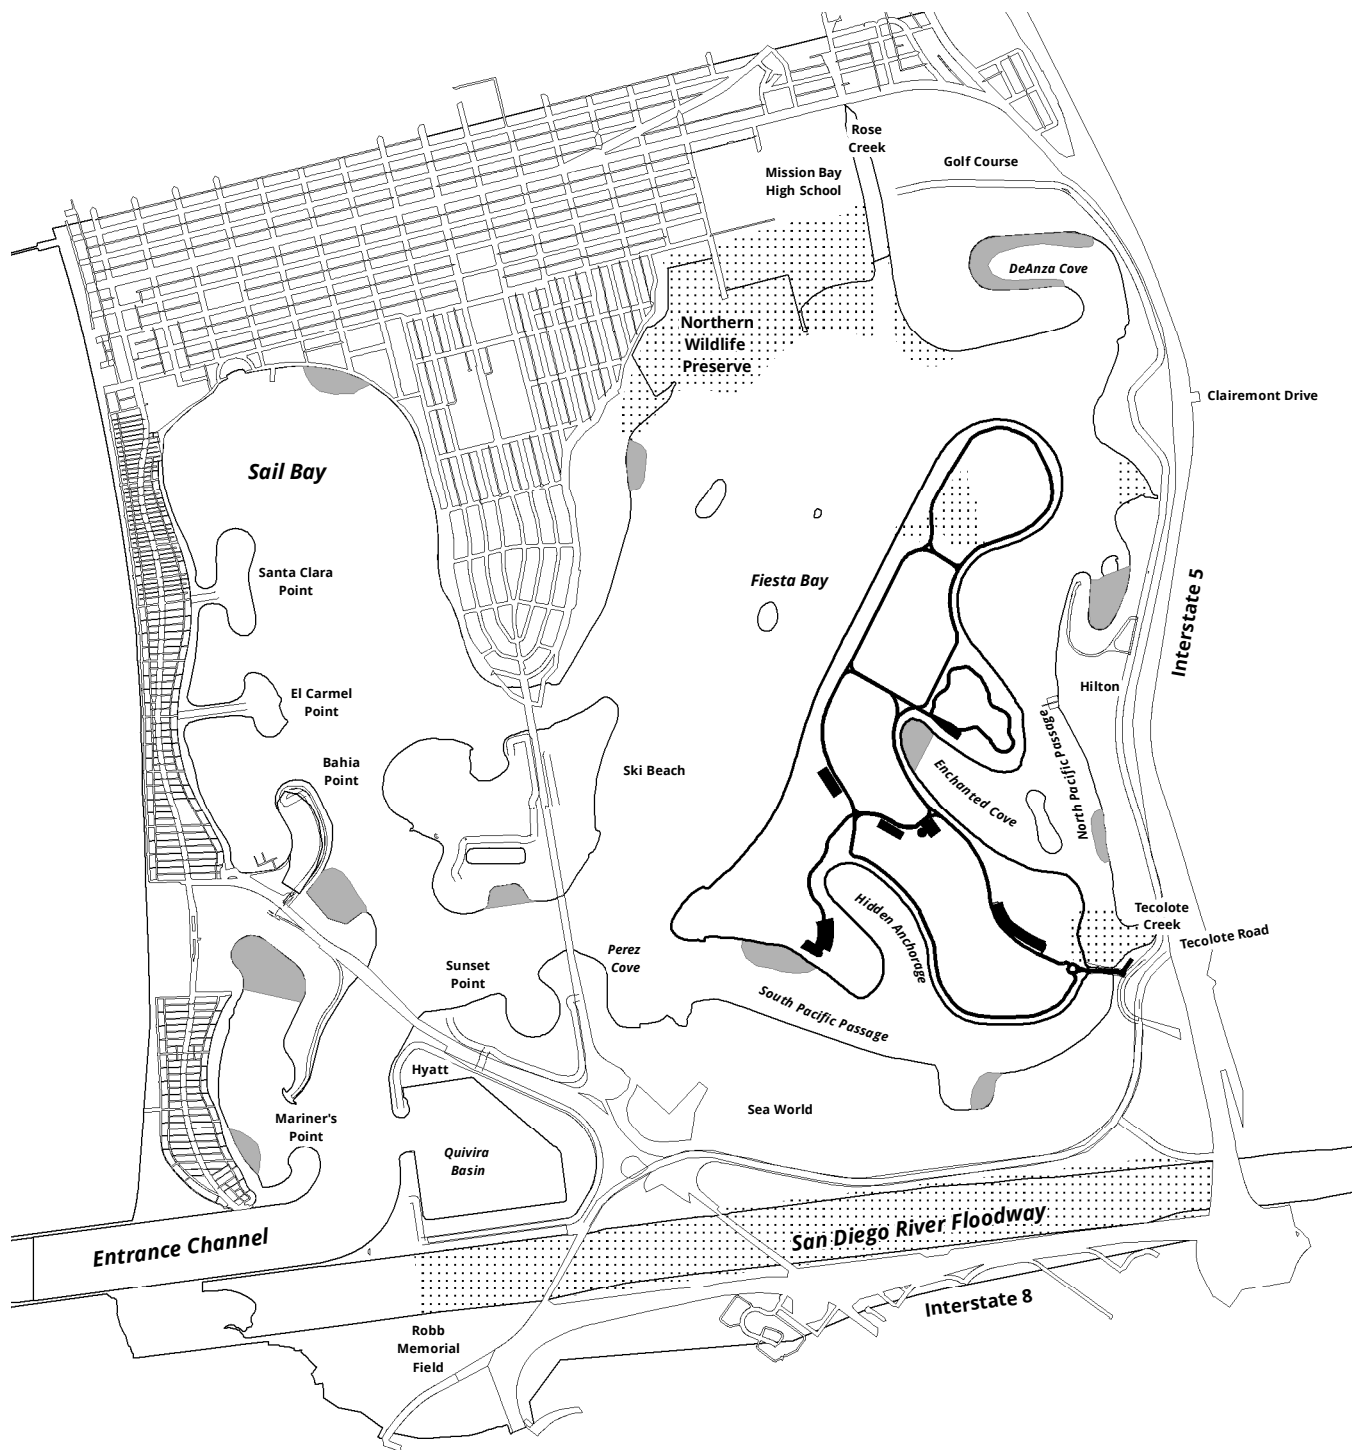 Rose
Creek
Golf Course
Mission Bay
High School
DeAnza Cove
Northern
Wildlife
Preserve
Clairemont Drive
Sail Bay
Santa Clara
Point
Fiesta Bay
Interstate 5
El Carmel
Point
Hilton
Bahia
Point
Ski Beach
North Pacific Passage
Enchanted Cove
Hidden Anchorage
Tecolote
Creek
Tecolote Road
Perez
Cove
Sunset
Point
South Pacific Passage
Hyatt
Sea World
Mariner's
Point
Quivira
Basin
San Diego River Floodway
Entrance Channel
Interstate 8
Robb
Memorial
Field